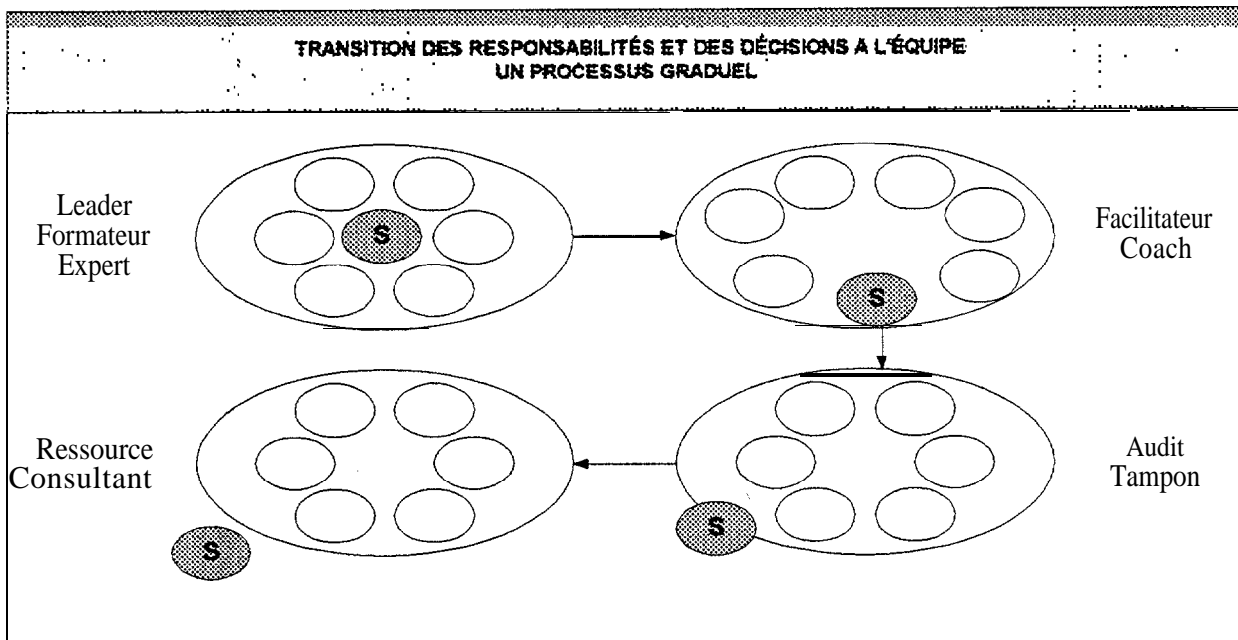 TRANSITION DES RESPONSABILITÉS ET DES DÉCISIONS A L'ÉQUIPE
UN PROCESSUS GRADUEL
Leader
Formateur
Expert
S
S
Facilitateur
Coach
Ressource
Consultant
S
S
Audit
Tampon